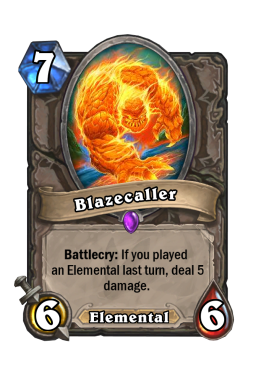 7
Blazecaller
Battlecry: If you played
an Elemental last turn, deal 5
damage.
6 Elemental 6